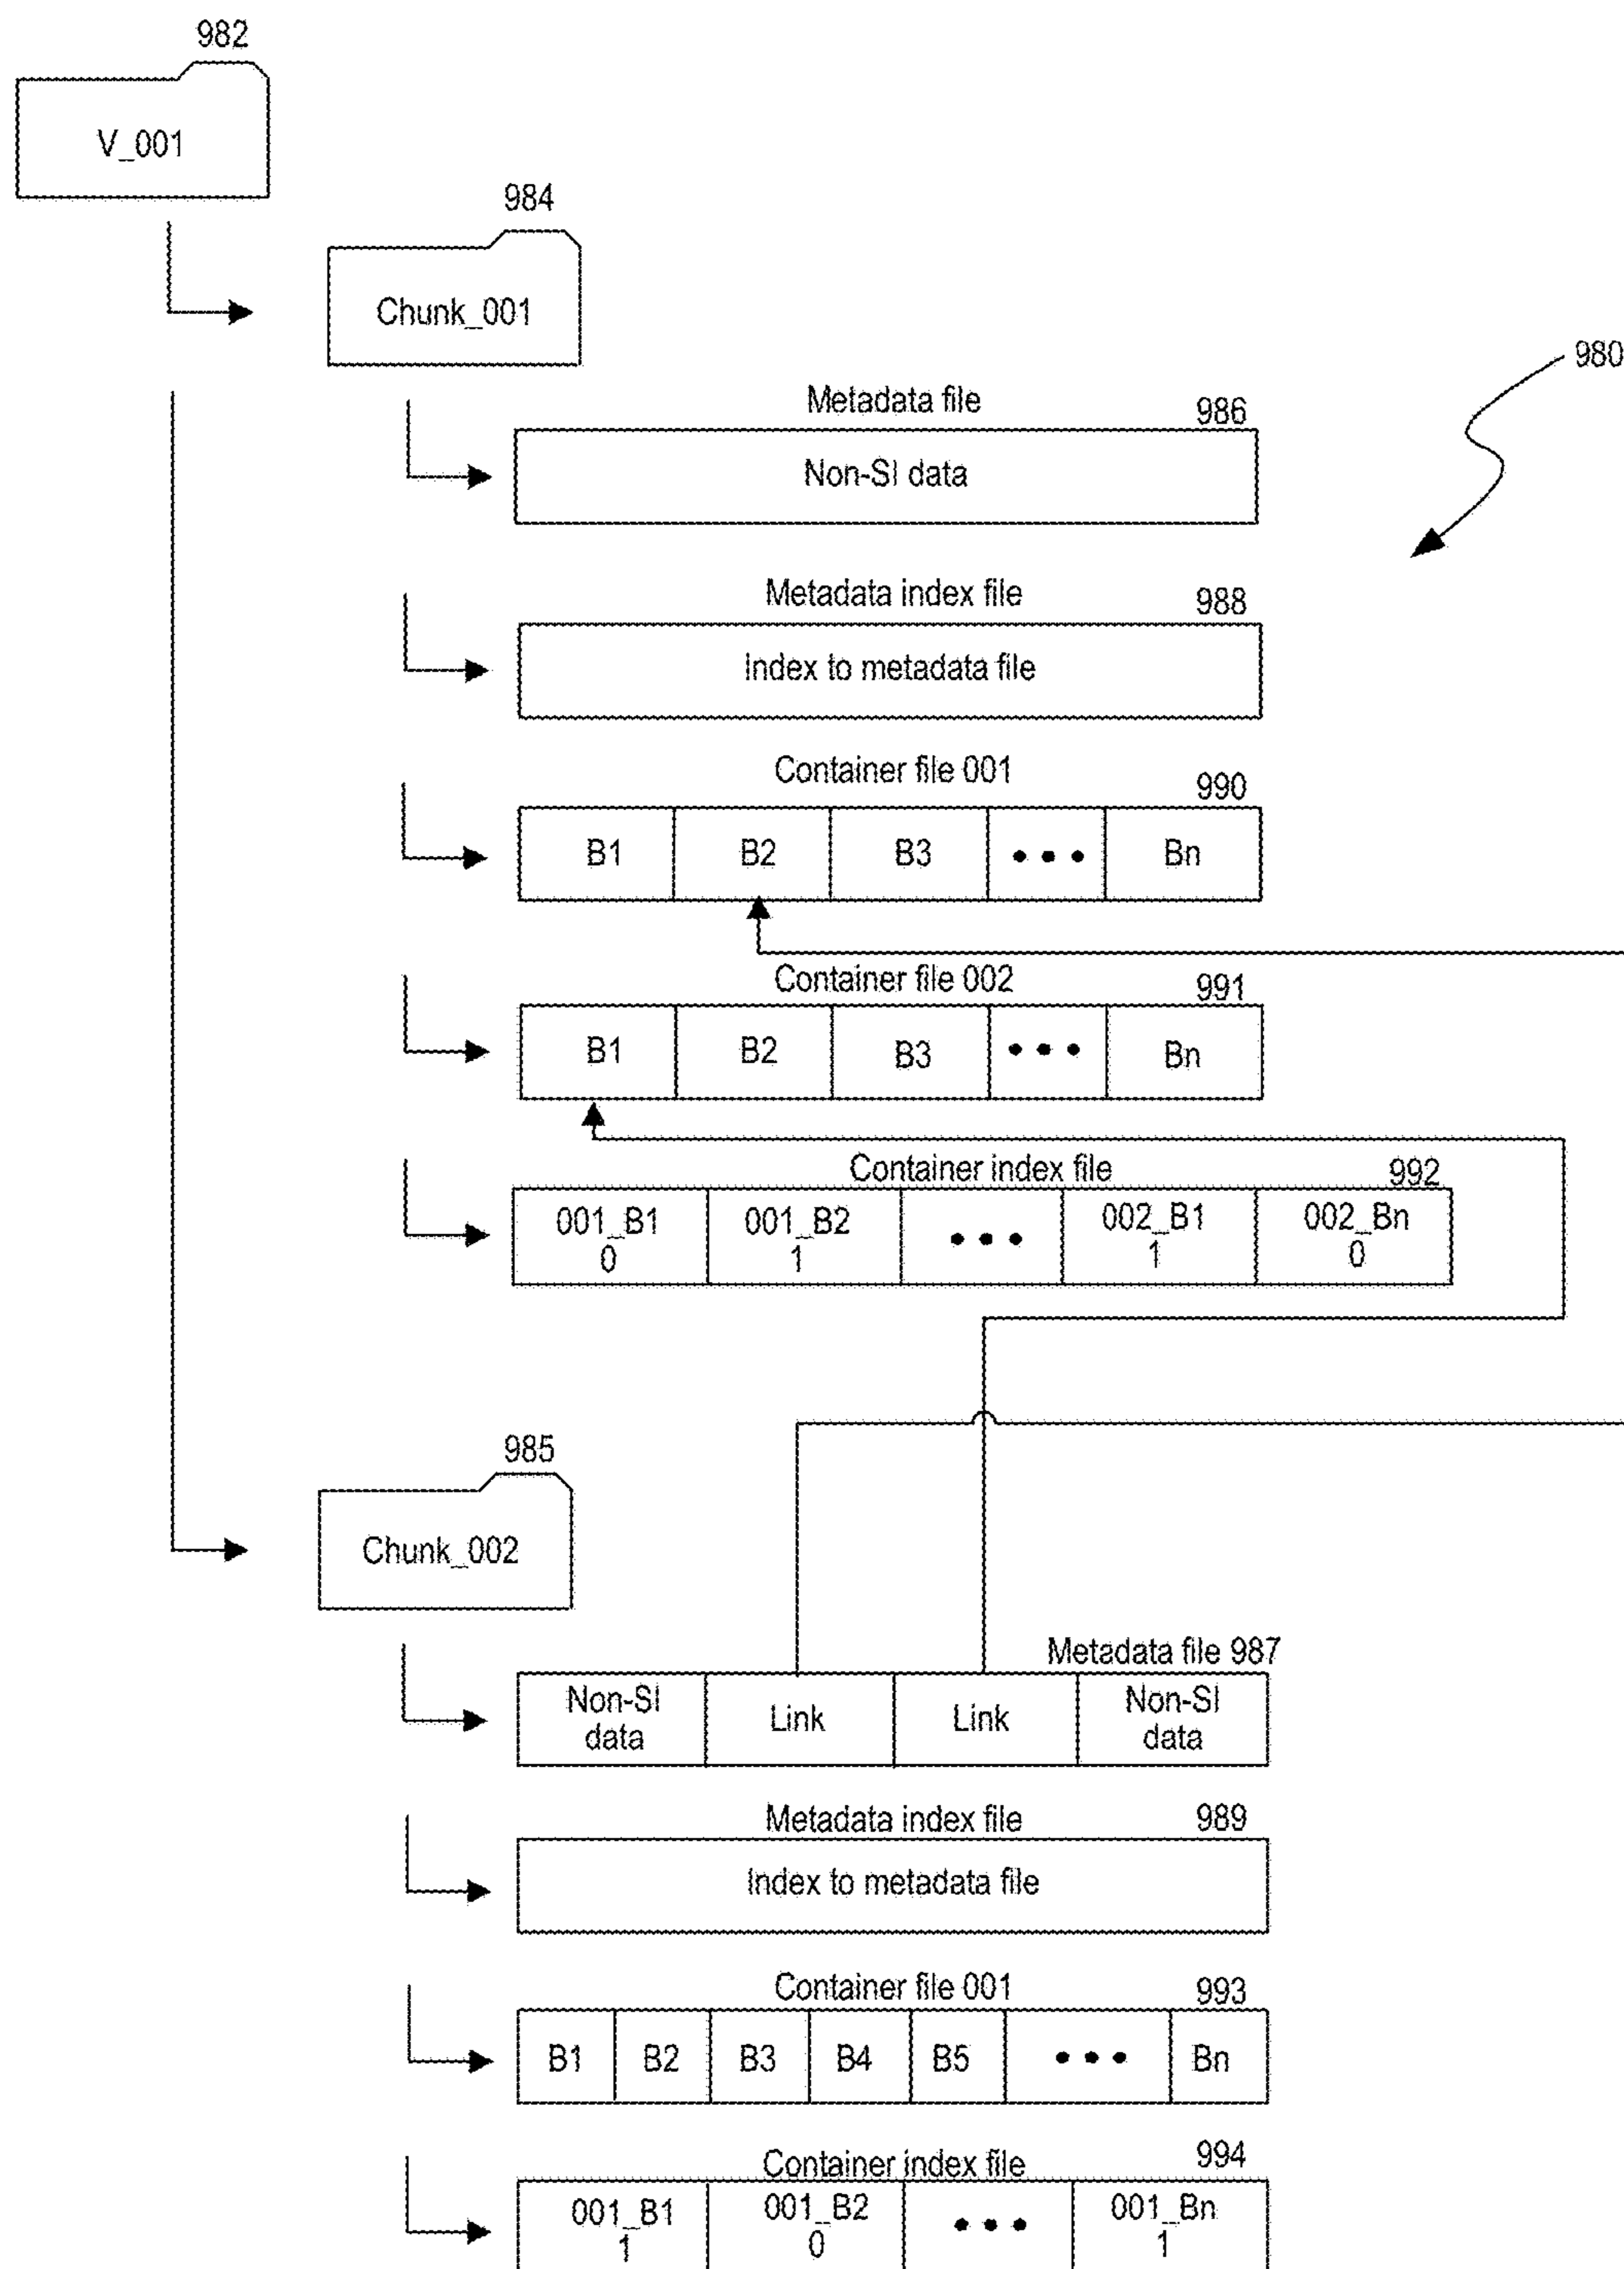 982
V_001
984
Chunk_001
980
Metadata file
986
Non-SI data
Metadata index file
988
Index to metadata file
Container file 001
990
B1 B2 B3 ••• Bn
Container file 002
991
B1 B2 B3 ••• Bn
Container index file
992
001_B1 001_B2 ••• 002_B1 002_Bn
0 1 1 0
985
Chunk_002
Metadata file 987
Non-SI Link Link Non-SI
data data
Metadata index file
989
Index to metadata file
Container file 001
993
B1 B2 B3 B4 B5 ••• Bn
Container index file
994
001_B1 001_B2 ••• 001_Bn
1 0 1